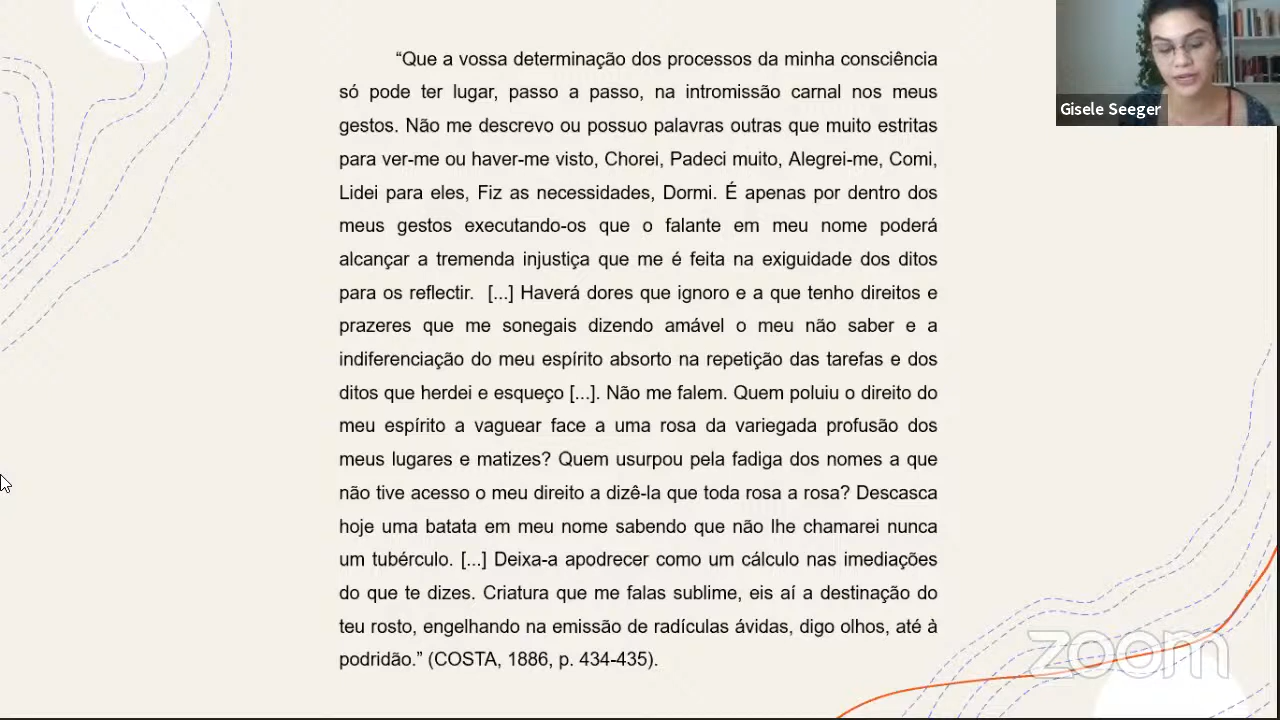 “Que a vossa determinação dos processos da minha consciência
só pode ter lugar, passo a passo, na intromissão carnal nos meus
gestos. Não me descrevo ou possuo palavras outras que muito estritas
para ver-me ou haver-me visto, Chorei, Padeci muito, Alegrei-me, Comi,
Lidei para eles, Fiz as necessidades, Dormi. É apenas por dentro dos
meus gestos executando-os que o falante em meu nome poderá
alcançar a tremenda injustiça que me é feita na exiguidade dos ditos
para os reflectir. [...] Haverá dores que ignoro e a que tenho direitos e
prazeres que me sonegais dizendo amável o meu não saber e a
indiferenciação do meu espírito absorto na repetição das tarefas e dos
ditos que herdei e esqueço [...]. Não me falem. Quem poluiu o direito do
meu espírito a vaguear face a uma rosa da variegada profusão dos
meus lugares e matizes? Quem usurpou pela fadiga dos nomes a que
não tive acesso o meu direito a dizê-la que toda rosa a rosa? Descasca
hoje uma batata em meu nome sabendo que não lhe chamarei nunca
um tubérculo. [...] Deixa-a apodrecer como um cálculo nas imediações
do que te dizes. Criatura que me falas sublime, eis aí a destinação do
teu rosto, engelhando na emissão de radículas ávidas, digo olhos, até à
podridão.” (COSTA, 1886, p. 434-435).
Gisele Seeger
zoom